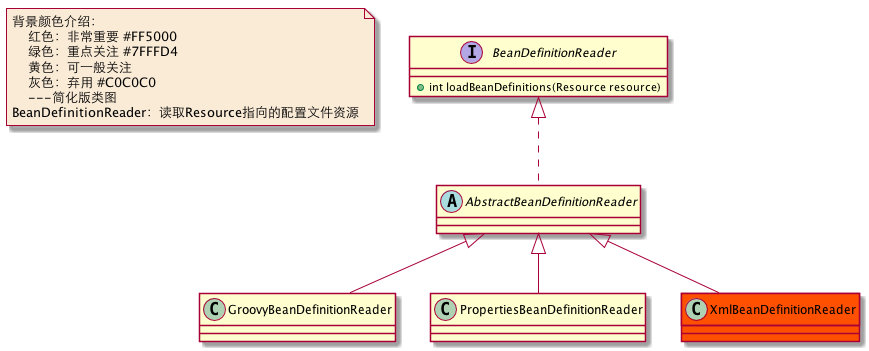 背景颜色介绍：
红色：非常重要 #FF5000
绿色：重点关注 #7FFFD4
黄色：可一般关注
灰色：弃用 #C0C0C0
---简化版类图
BeanDefinitionReader：读取Resource指向的配置文件资源
I BeanDefinitionReader
int loadBeanDefinitions(Resource resource)
A AbstractBeanDefinitionReader
C GroovyBeanDefinitionReader
C PropertiesBeanDefinitionReader
C XmlBeanDefinitionReader